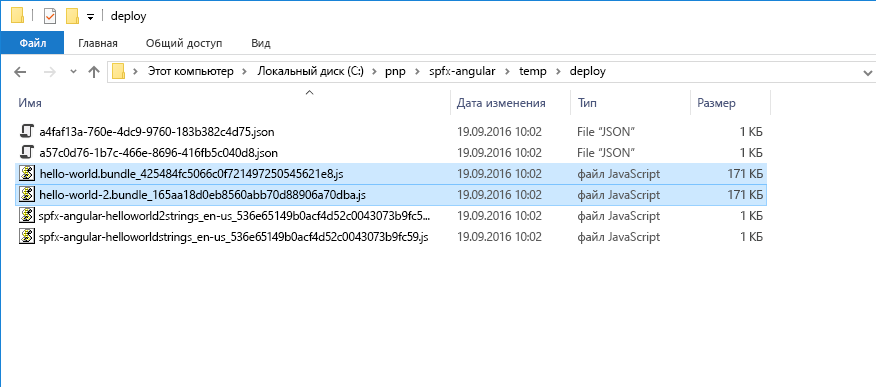 deploy
Файл Главная Общий доступ Вид
Этот компьютер Локальный диск (C:) pnp spfx-angular temp deploy
Имя Дата изменения Тип Размер
a4faf13a-760e-4dc9-9760-183b382c4d75.json 19.09.2016 10:02 File “JSON” 1 КБ
a57c0d76-1b7c-466e-8696-416fb5c040d8.json 19.09.2016 10:02 File “JSON” 1 КБ
hello-world.bundle_425484fc5066c0f721497250545621e8.js 19.09.2016 10:02 файл JavaScript 171 КБ
hello-world-2.bundle_165aa18d0eb8560abb70d88906a70dba.js 19.09.2016 10:02 файл JavaScript 171 КБ
spfx-angular-helloworld2strings_en-us_536e65149b0acf4d52c0043073b9fc5... 19.09.2016 10:02 файл JavaScript 1 КБ
spfx-angular-helloworldstrings_en-us_536e65149b0acf4d52c0043073b9fc59.js 19.09.2016 10:02 файл JavaScript 1 КБ